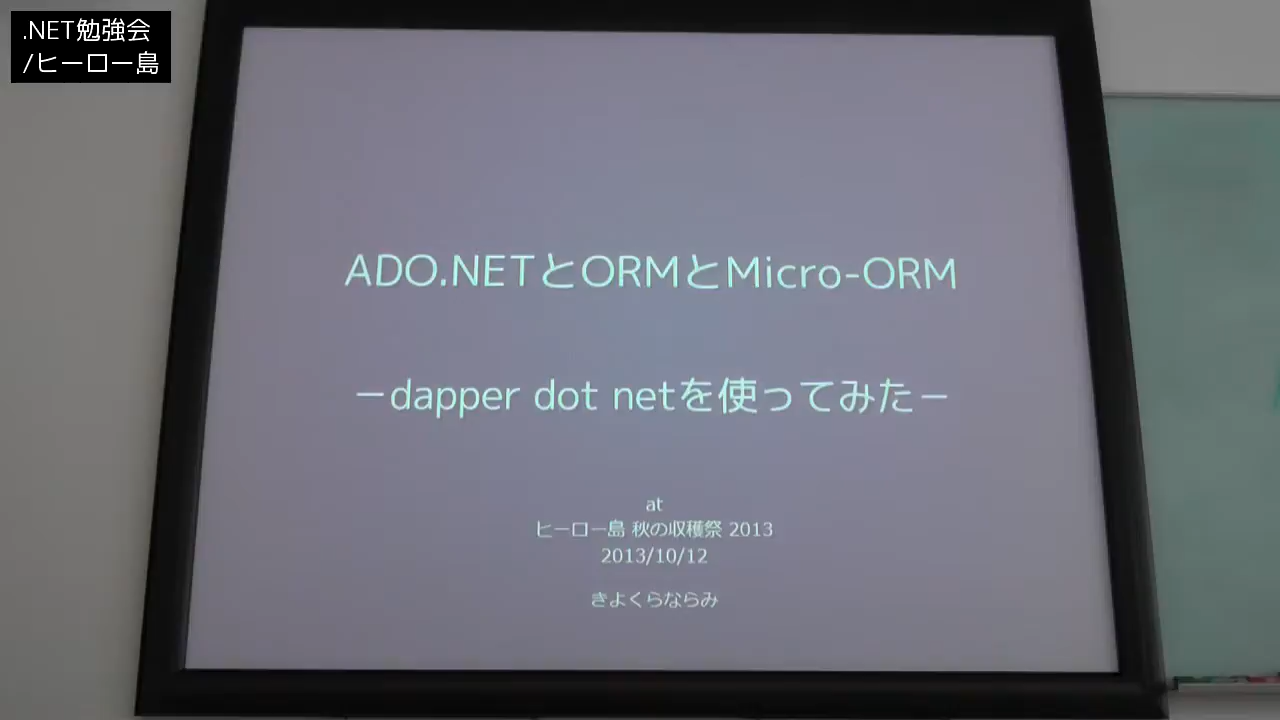 .NET勉強会
/ヒーロー島
ADO.NETとORMとMicro-ORM
－dapper dot netを使ってみた－
at
ヒーロー島 秋の収穫祭 2013
2013/10/12
きよくらならみ